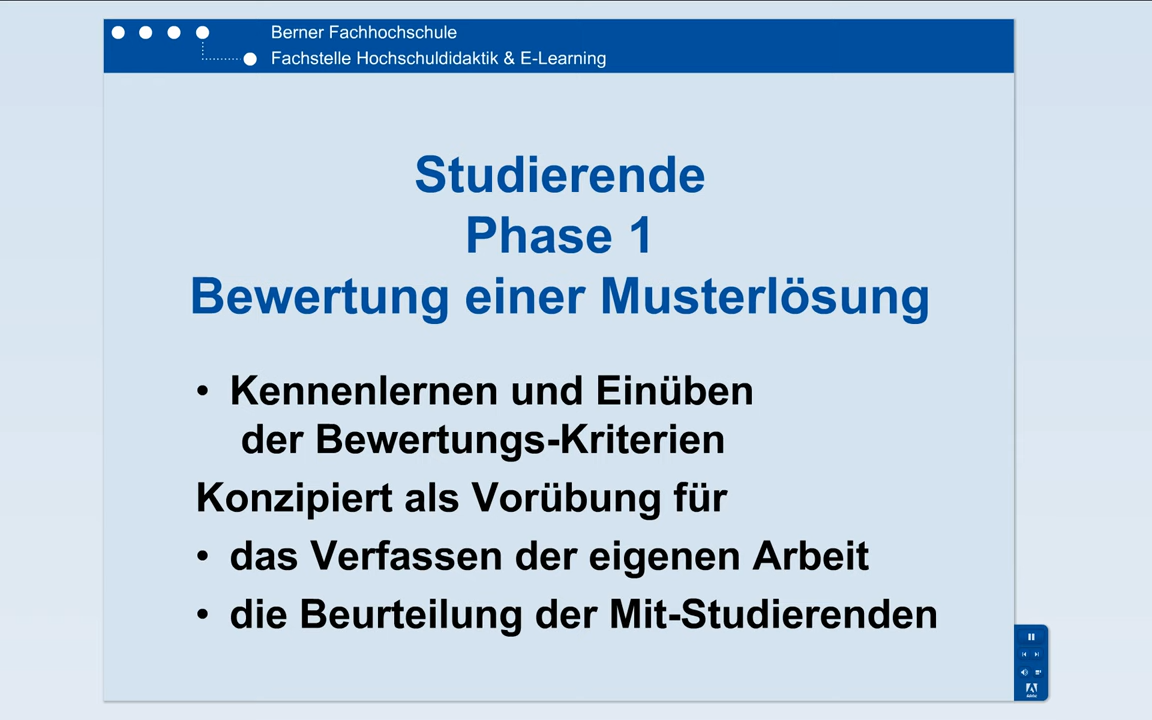 Berner Fachhochschule
Fachstelle Hochschuldidaktik & E-Learning
Studierende
Phase 1
Bewertung einer Musterlösung
• Kennenlernen und Einüben
der Bewertungs-Kriterien
Konzipiert als Vorübung für
• das Verfassen der eigenen Arbeit
• die Beurteilung der Mit-Studierenden